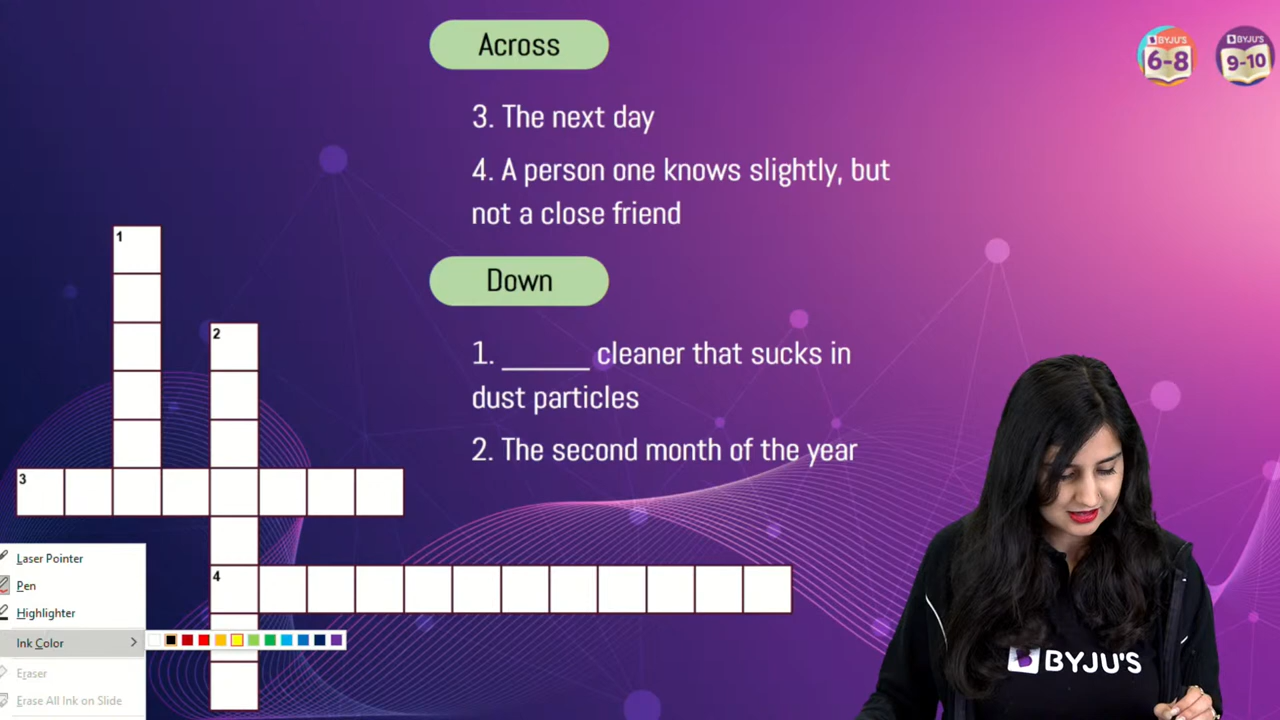 Across
BYJU'S
6-8
BYJU'S
9-10
3. The next day
4. A person one knows slightly, but
not a close friend
1
Down
2
1. ______ cleaner that sucks in
dust particles
2. The second month of the year
3
4
Laser Pointer
Pen
Highlighter
Ink Color
Eraser
Erase All Ink on Slide
BYJU'S